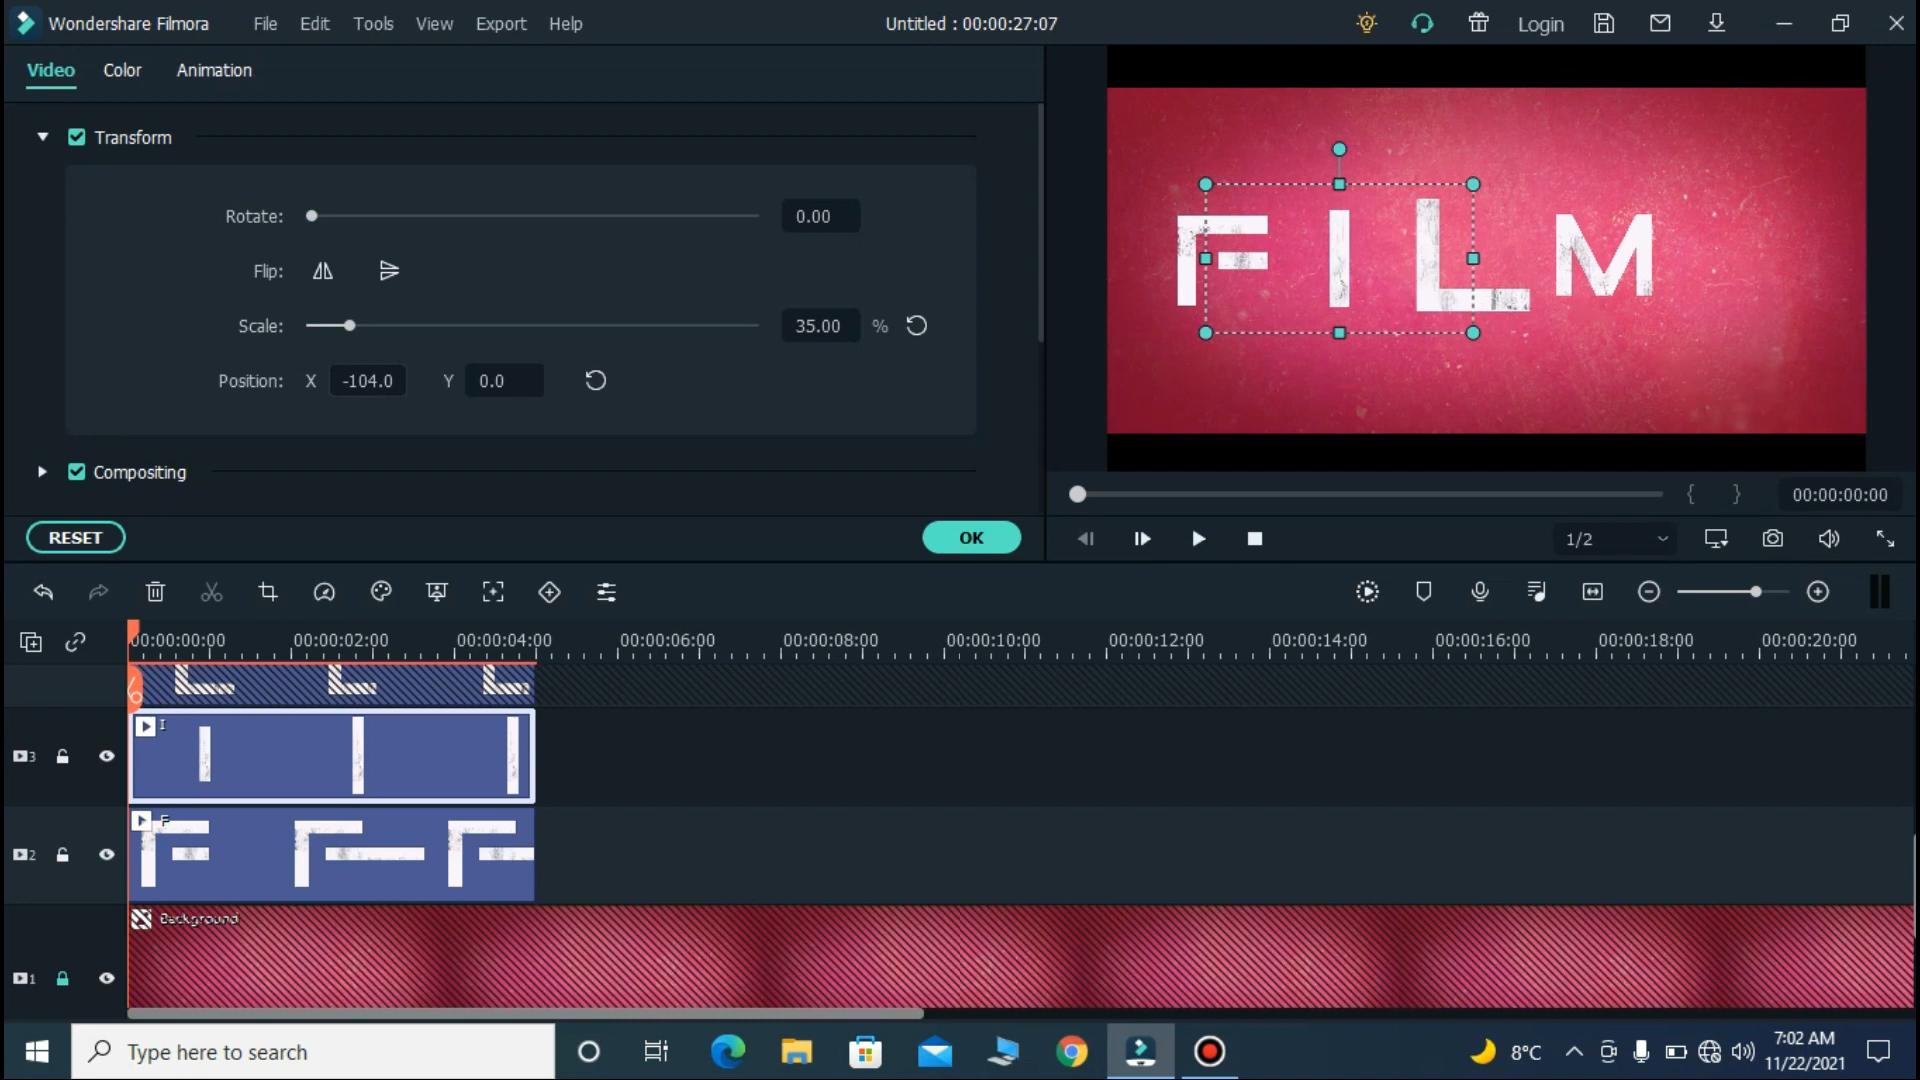 Wondershare Filmora File Edit Tools View Export Help Untitled : 00:00:27:07 Login
Video Color Animation
Transform
Rotate: 0.00
Flip:
Scale: 35.00 %
Position: X -104.0 Y 0.0
Compositing
RESET OK
FILM
{ } 00:00:00:00
1/2
00:00:00:00 00:00:02:00 00:00:04:00 00:00:06:00 00:00:08:00 00:00:10:00 00:00:12:00 00:00:14:00 00:00:16:00 00:00:18:00 00:00:20:00
L L L
3 I I I I
2 F F F F
1 Background
Type here to search 8°C 7:02 AM
11/22/2021